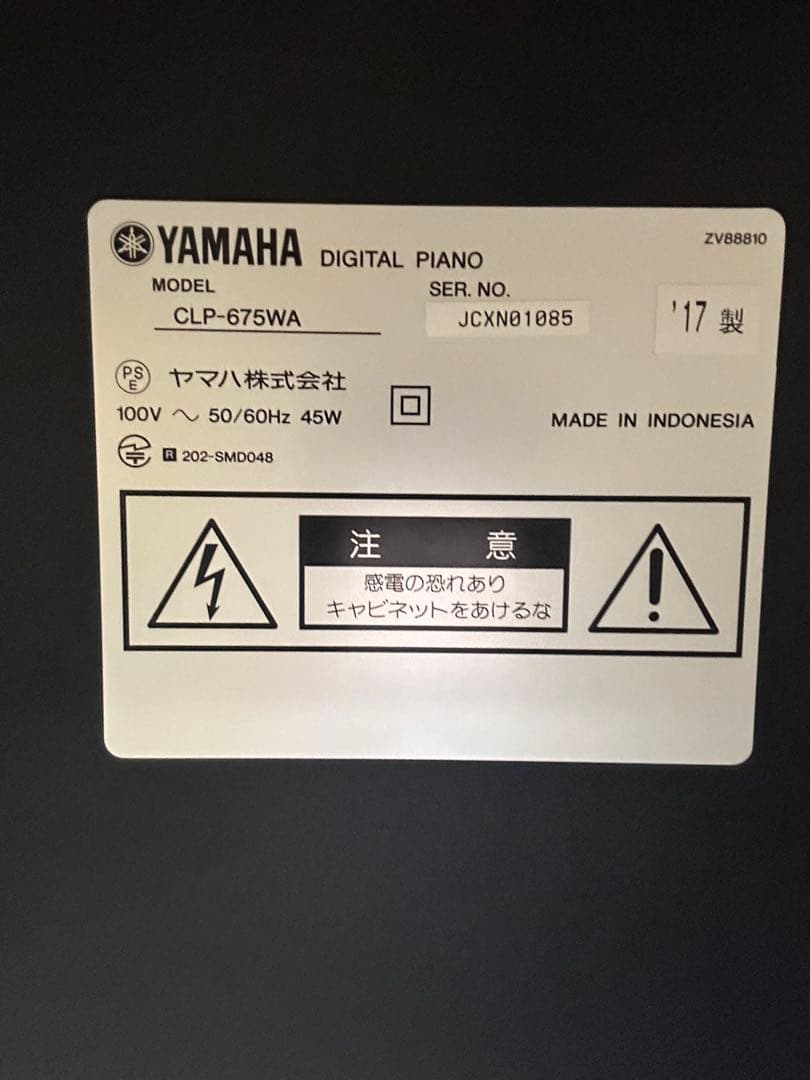 YAMAHA DIGITAL PIANO
ZV88810
MODEL
CLP-675WA
SER. NO.
JCXN01085
'17 製
PS
E
ヤマハ株式会社
100V ～ 50/60Hz 45W
MADE IN INDONESIA
R 202-SMD048
注 意
感電の恐れあり
キャビネットをあけるな